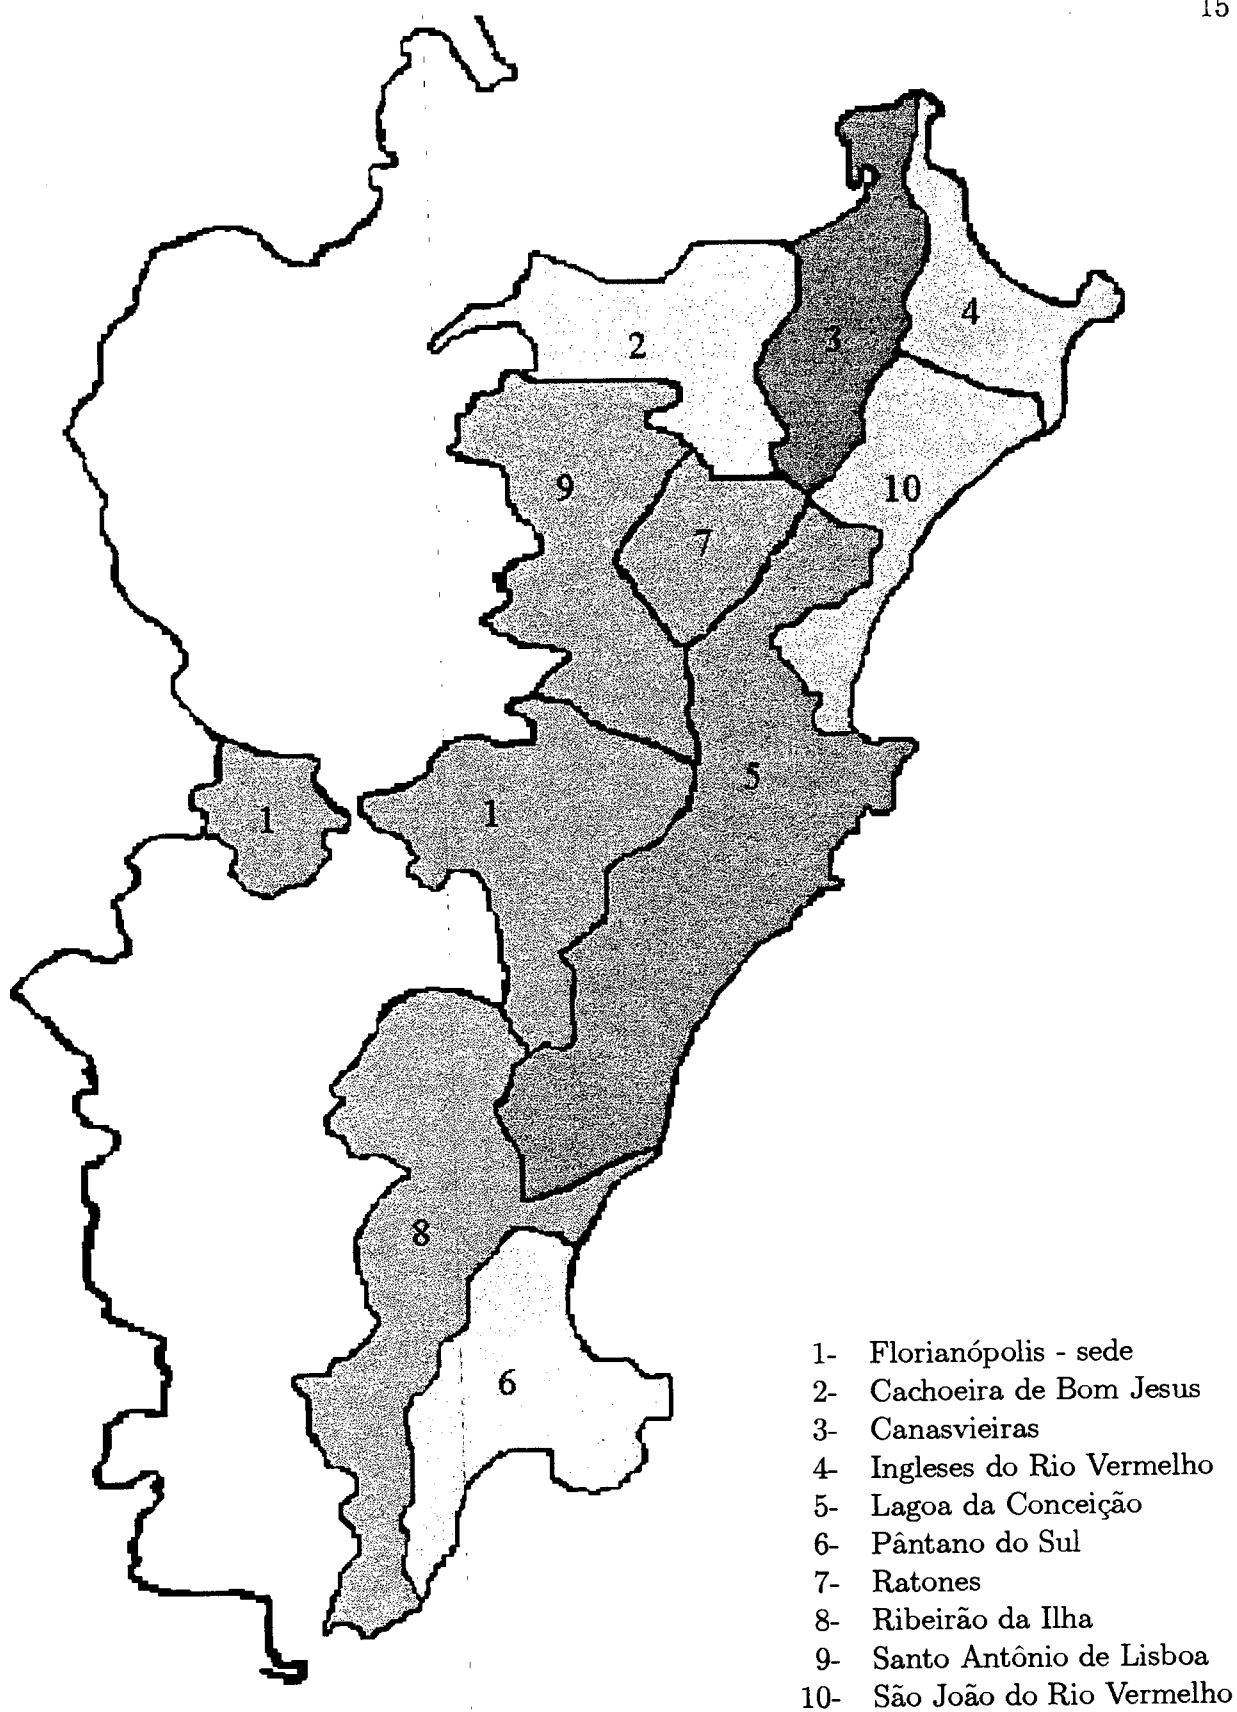 15
4
2
3
9
10
7
5
1
1
8
6
1- Florianópolis - sede
2- Cachoeira de Bom Jesus
3- Canasvieiras
4- Ingleses do Rio Vermelho
5- Lagoa da Conceição
6- Pântano do Sul
7- Ratones
8- Ribeirão da Ilha
9- Santo Antônio de Lisboa
10- São João do Rio Vermelho